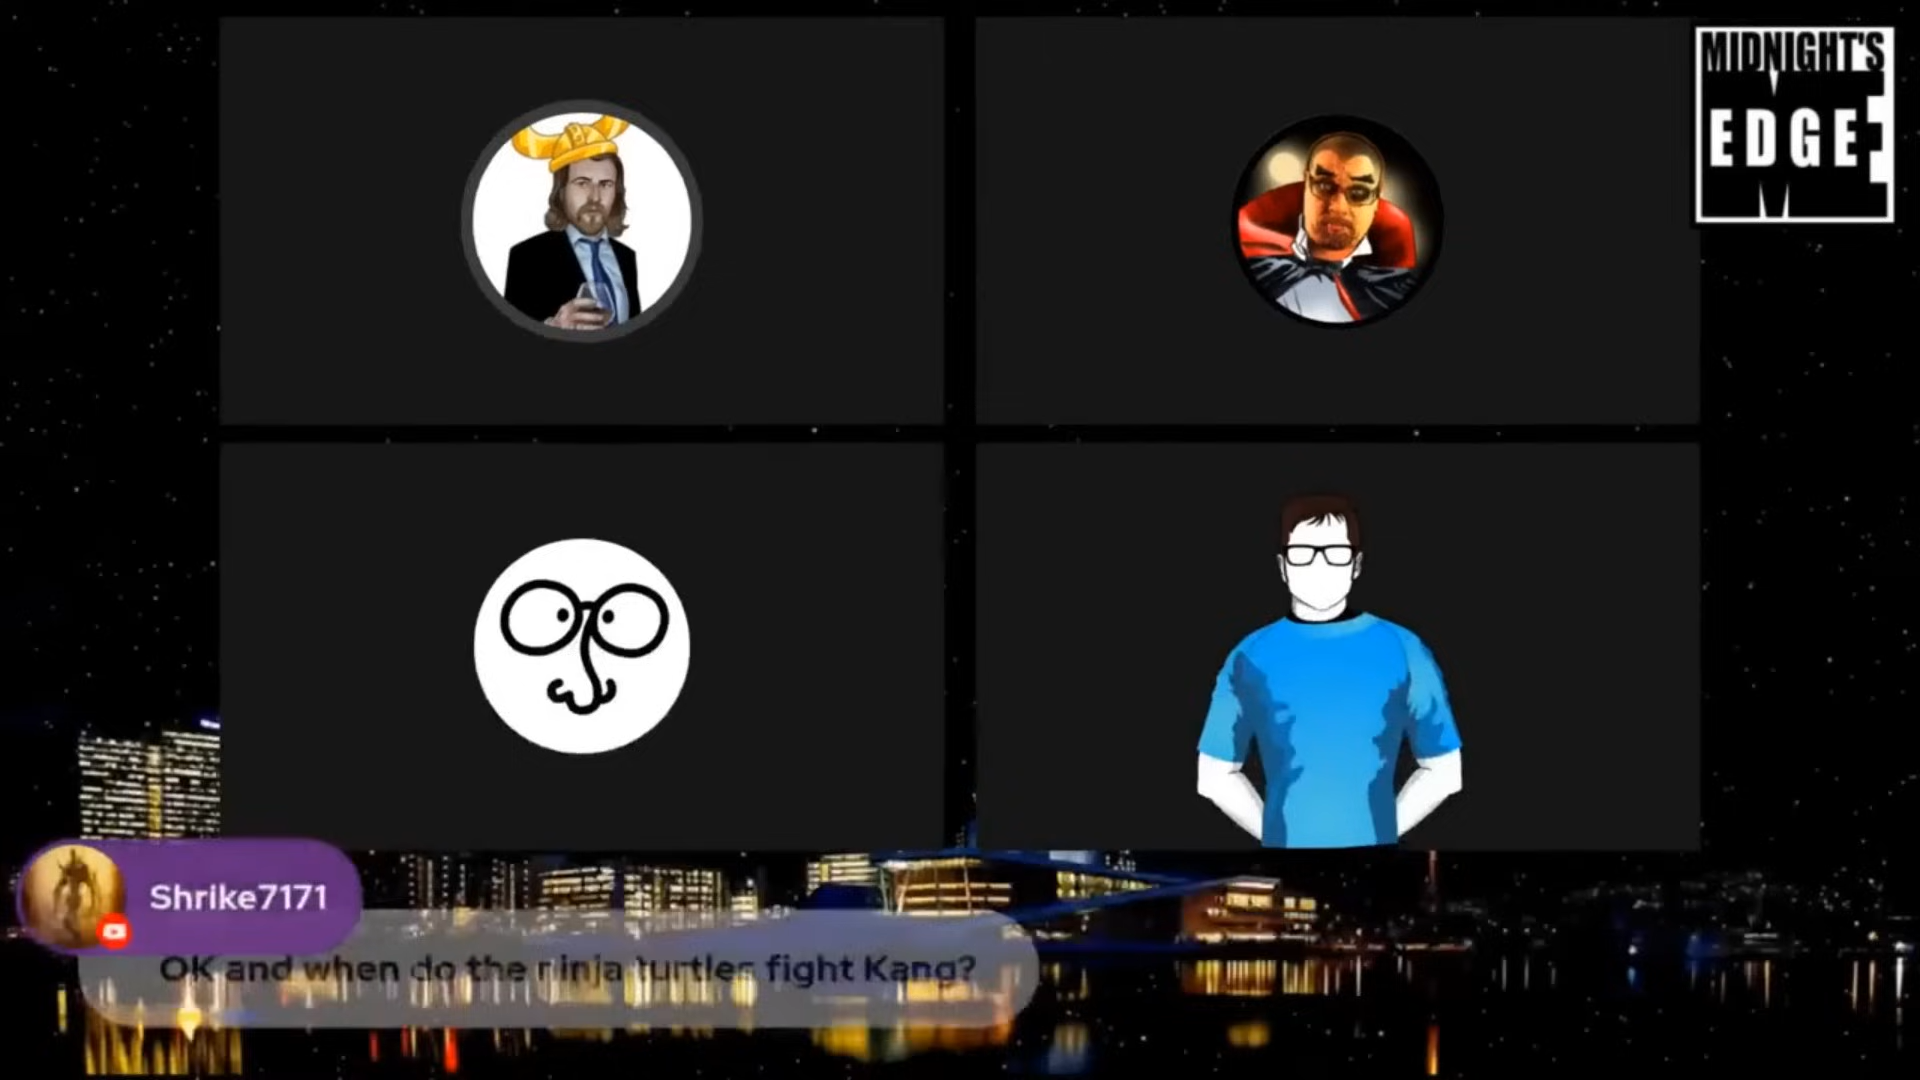 MIDNIGHT'S
EDGE
Shrike7171
OK and when do the ninja turtles fight Kang?